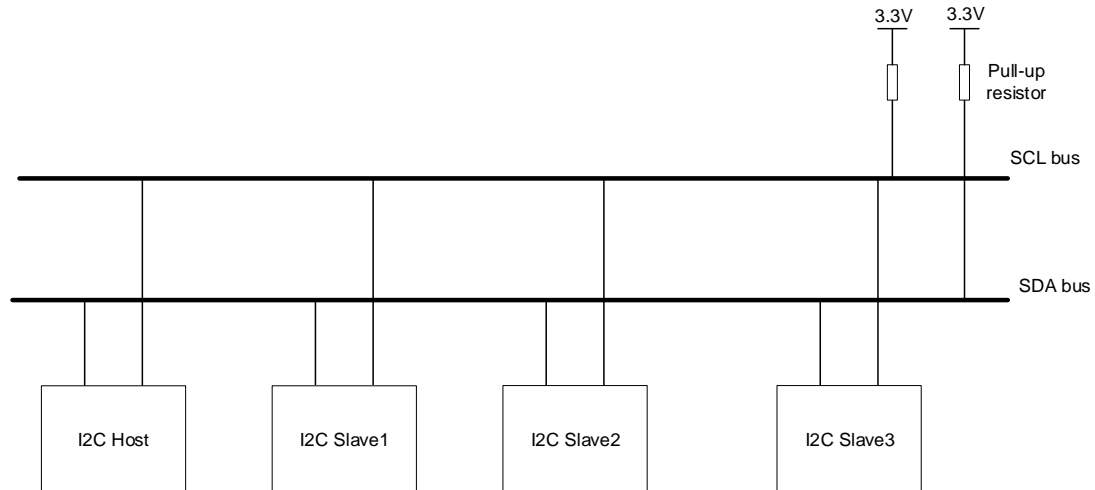 3.3V
3.3V
Pull-up
resistor
SCL bus
SDA bus
I2C Host
I2C Slave1
I2C Slave2
I2C Slave3